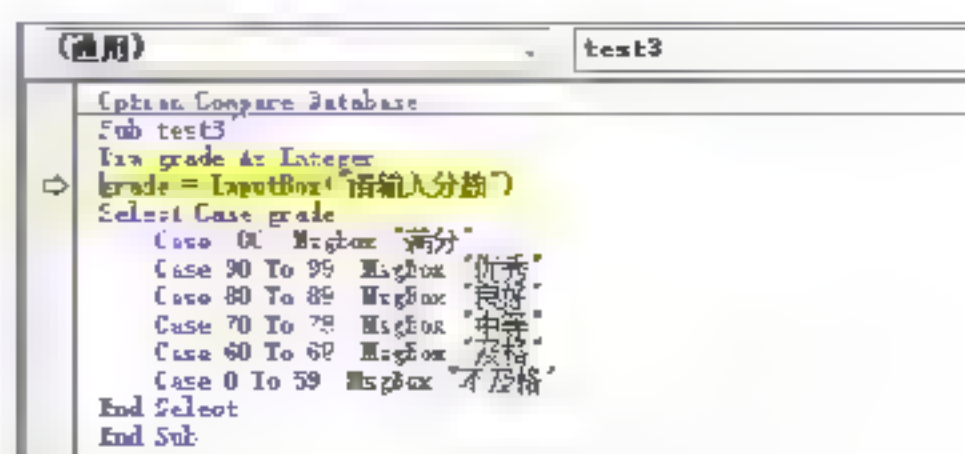 (通用) test3
Option Compare Database
Sub test3
Dim grade As Integer
grade = InputBox("请输入分数")
Select Case grade
Case MsgBox "满分"
Case 90 To 99 MsgBox "优秀"
Case 80 To 89 MsgBox "良好"
Case 70 To 79 MsgBox "中等"
Case 60 To 69 MsgBox "及格"
Case 0 To 59 MsgBox "不及格"
End Select
End Sub